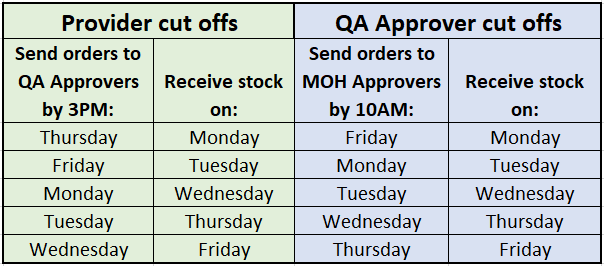 Provider cut offs QA Approver cut offs
Send orders to QA Approvers by 3PM: Receive stock on: Send orders to MOH Approvers by 10AM: Receive stock on:
Thursday Monday Friday Monday
Friday Tuesday Monday Tuesday
Monday Wednesday Tuesday Wednesday
Tuesday Thursday Wednesday Thursday
Wednesday Friday Thursday Friday